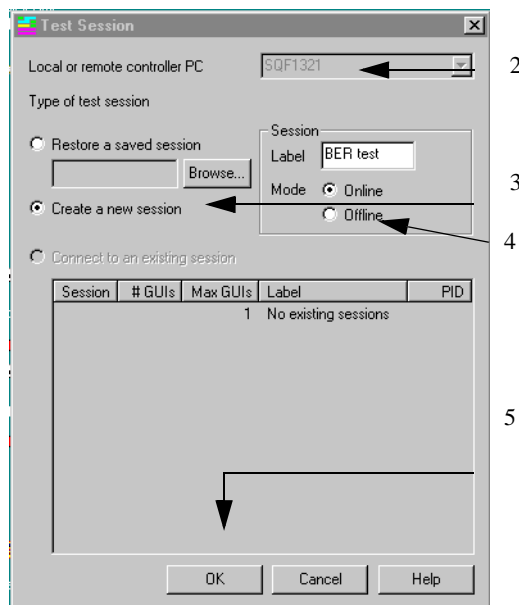 Test Session
Local or remote controller PC SQF1321 2
Type of test session
Restore a saved session
Browse...
Session
Label BER test
Mode Online
Offline
3
Create a new session
4
Connect to an existing session
Session # GUIs Max GUIs Label PID
1 No existing sessions
5
OK Cancel Help